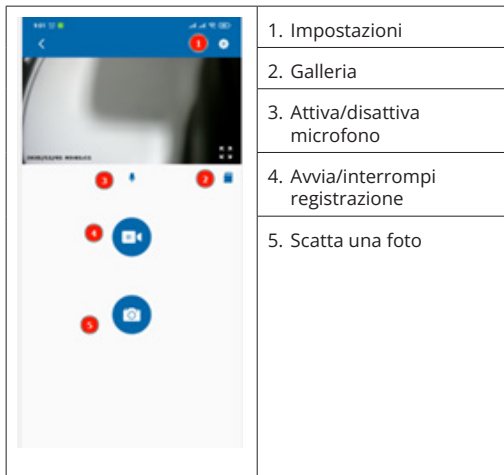 1
3
2
4
5
1. Impostazioni
2. Galleria
3. Attiva/disattiva
microfono
4. Avvia/interrompi
registrazione
5. Scatta una foto